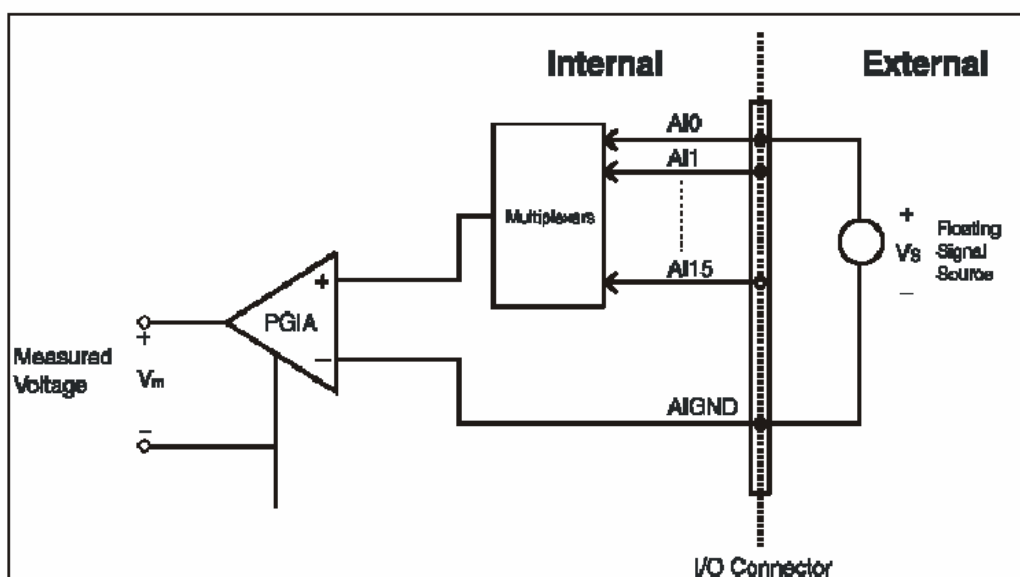 Internal
External
AI0
AI1
Multiplexers
AI15
+
Vs
−
Floating
Signal
Source
+
PGIA
−
Measured
Voltage
+
Vm
−
AIGND
I/O Connector